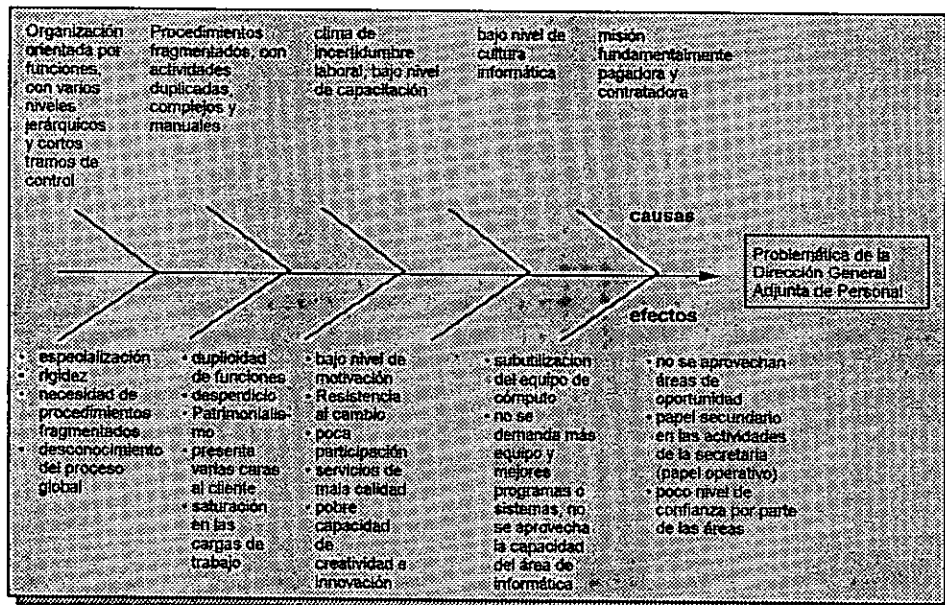 Organización
orientada por
funciones,
con varios
niveles
jerárquicos
y cortos
tramos de
control
Procedimientos
fragmentados, con
actividades
duplicadas,
complejos y
manuales
clima de
incertidumbre
laboral, bajo nivel
de capacitación
bajo nivel de
cultura
informática
misión
fundamentalmente
pagadora y
contratadora
causas
Problemática de la
Dirección General
Adjunta de Personal
efectos
• especialización
• rigidez
• necesidad de
procedimientos
fragmentados
• desconocimiento
del proceso
global
• duplicidad
de funciones
• desperdicio
• Patrimonialis-
mo
• presenta
varias caras
al cliente
• saturación
en las
cargas de
trabajo
• bajo nivel de
motivación
• Resistencia
al cambio
• poca
participación
• servicios de
mala calidad
• pobre
capacidad
de
creatividad e
innovación
• subutilizacion
del equipo de
cómputo
• no se
demanda más
equipo y
mejores
programas o
sistemas, no
se aprovecha
la capacidad
del área de
informática
• no se aprovechan
áreas de
oportunidad
• papel secundario
en las actividades
de la secretaría
(papel operativo)
• poco nivel de
confianza por parte
de las áreas